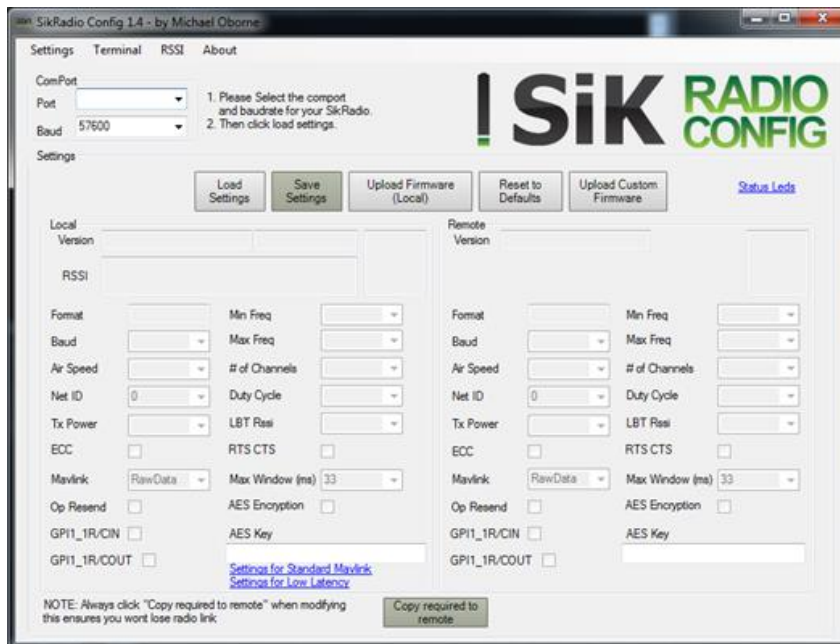 SikRadio Config 1.4 - by Michael Oborne
Settings Terminal RSSI About
ComPort
Port
Baud 57600
1. Please Select the comport
and baudrate for your SikRadio.
2. Then click load settings.
SiK RADIO
CONFIG
Settings
Load
Settings
Save
Settings
Upload Firmware
(Local)
Reset to
Defaults
Upload Custom
Firmware
Status Leds
Local
Version
RSSI
Format
Min Freq
Baud
Max Freq
Air Speed
# of Channels
Net ID 0
Duty Cycle
Tx Power
LBT Rssi
ECC
RTS CTS
Mavlink RawData
Max Window (ms) 33
Op Resend
AES Encryption
GPI1_1R/CIN
AES Key
GPI1_1R/COUT
Settings for Standard Mavlink
Settings for Low Latency
Remote
Version
Format
Min Freq
Baud
Max Freq
Air Speed
# of Channels
Net ID 0
Duty Cycle
Tx Power
LBT Rssi
ECC
RTS CTS
Mavlink RawData
Max Window (ms) 33
Op Resend
AES Encryption
GPI1_1R/CIN
AES Key
GPI1_1R/COUT
NOTE: Always click "Copy required to remote" when modifying
this ensures you wont lose radio link
Copy required to
remote